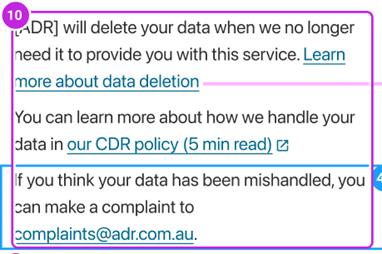 10
[ADR] will delete your data when we no longer
need it to provide you with this service. Learn
more about data deletion
You can learn more about how we handle your
data in our CDR policy (5 min read)
If you think your data has been mishandled, you
can make a complaint to
complaints@adr.com.au.